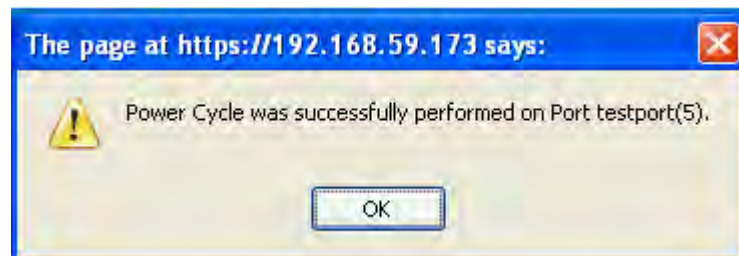 The page at https://192.168.59.173 says:
Power Cycle was successfully performed on Port testport(5).
OK